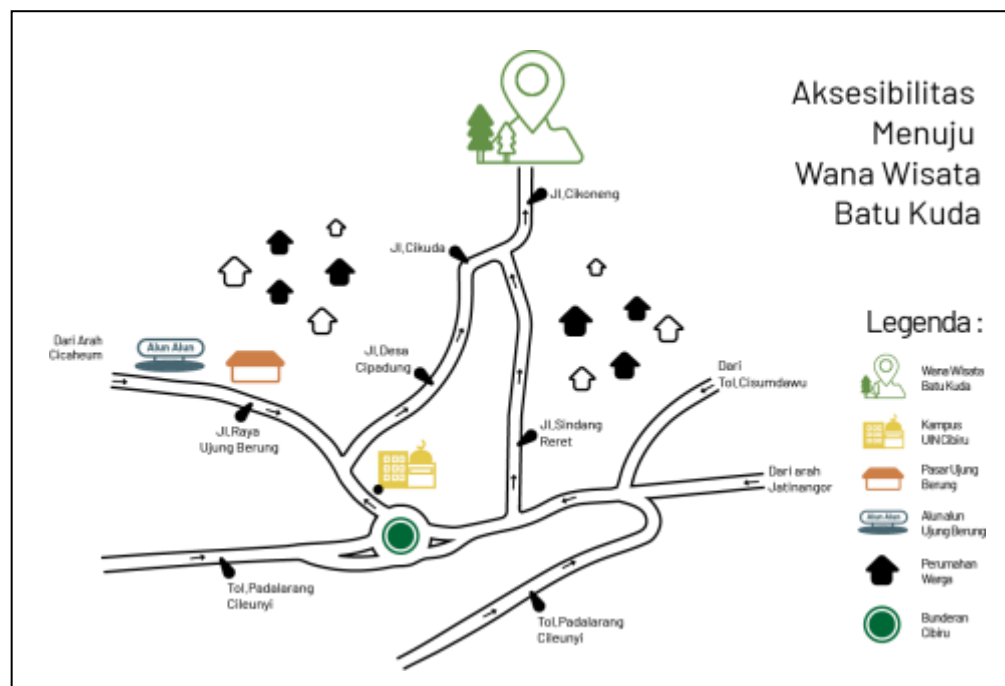 Aksesibilitas
Menuju
Wana Wisata
Batu Kuda
Jl,Cikoneng
Jl,Cikuda
Dari Arah
Cicaheum
Alun Alun
Jl,Desa
Cipadung
Jl,Raya
Ujung Berung
Jl,Sindang
Reret
Dari
Tol,Cisumdawu
Dari arah
Jatinangor
Tol,Padalarang
Cileunyi
Tol,Padalarang
Cileunyi
Legenda :
Wana Wisata
Batu Kuda
Kampus
UIN Cibiru
Pasar Ujung
Berung
Alun Alun
Alun alun
Ujung Berung
Perumahan
Warga
Bunderan
Cibiru